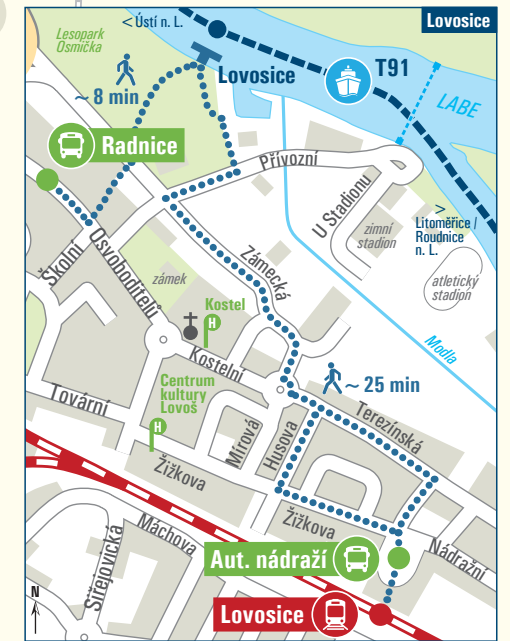 Lovosice
< Ústí n. L.
Lesopark
Osmička
Lovosice
T91
LABE
~ 8 min
Radnice
Přívozní
U Stadionu
>
Litoměřice /
Roudnice
n. L.
zimní
stadion
atletický
stadion
Školní
Osvoboditelů
Zámecká
zámek
Kostel
H
Kostelní
Modla
~ 25 min
Centrum
kultury
Lovoš
H
Tovární
Mírová
Husova
Terezínská
Žižkova
Žižkova
Nádražní
Máchova
Siřejovická
Aut. nádraží
Lovosice
N